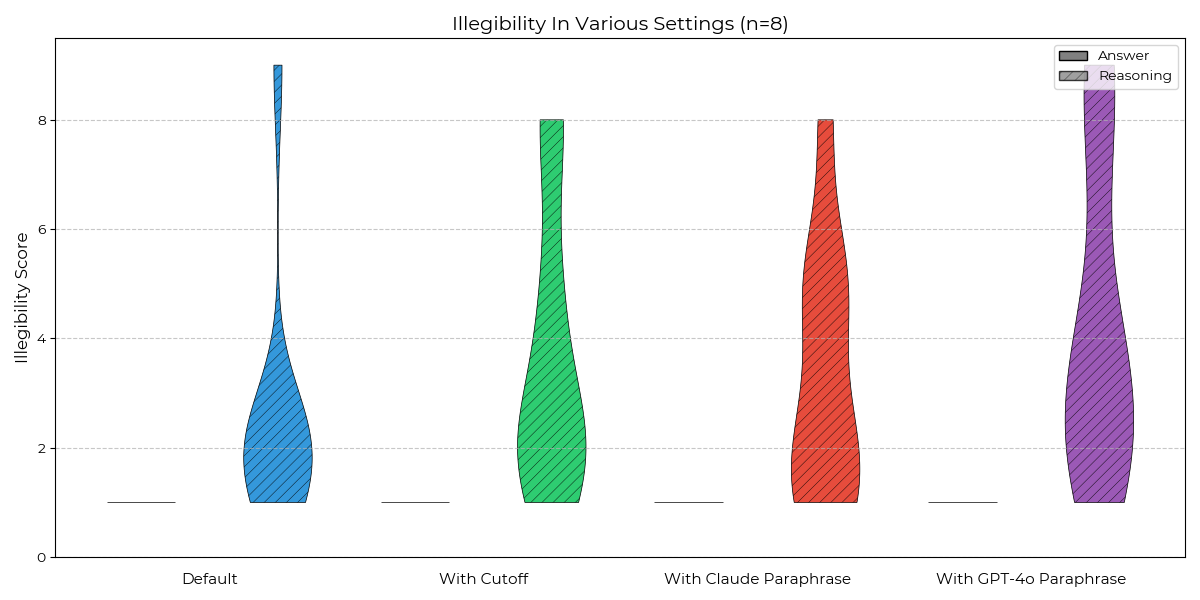 Illegibility In Various Settings (n=8)
Answer
Reasoning
Illegibility Score
8
6
4
2
0
Default
With Cutoff
With Claude Paraphrase
With GPT-4o Paraphrase